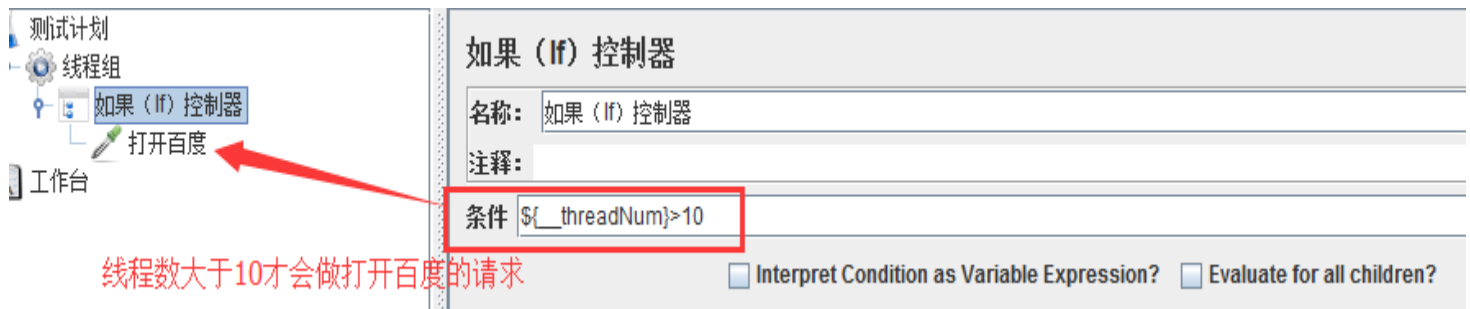 测试计划
线程组
如果（If）控制器
打开百度
工作台
如果（If）控制器
名称： 如果（If）控制器
注释：
条件 ${__threadNum}>10
线程数大于10才会做打开百度的请求
Interpret Condition as Variable Expression? Evaluate for all children?